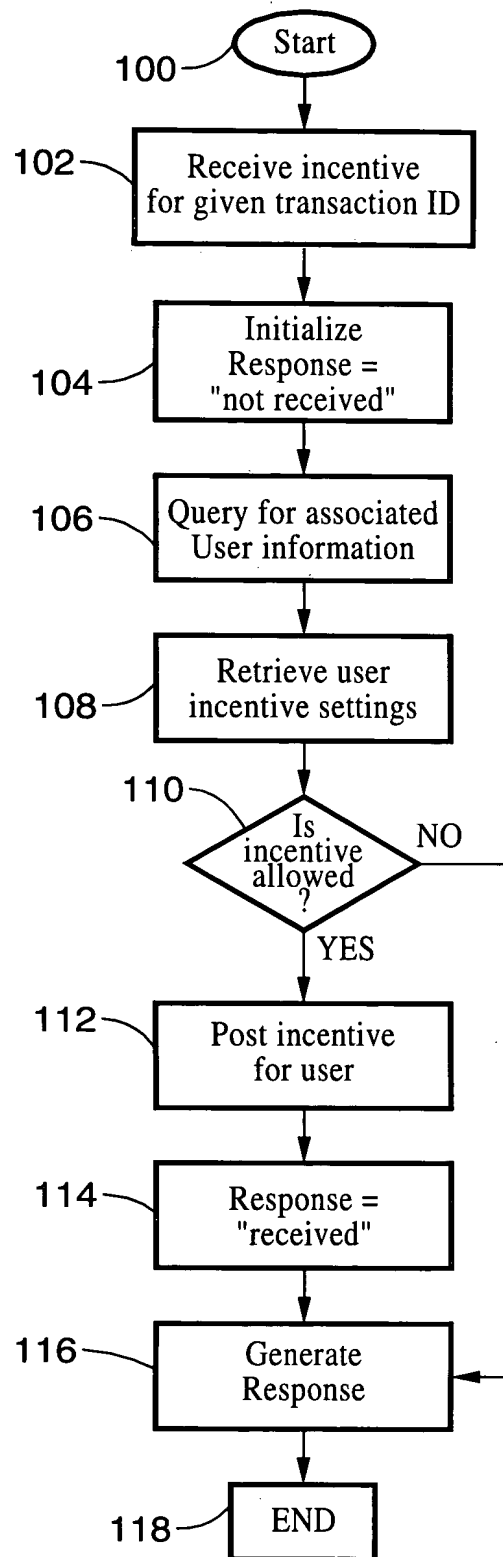 Start
100
102
Receive incentive
for given transaction ID
Initialize
Response =
"not received"
104
106
Query for associated
User information
Retrieve user
incentive settings
108
110
Is
incentive
allowed
?
NO
YES
112
Post incentive
for user
114
Response =
"received"
116
Generate
Response
118
END